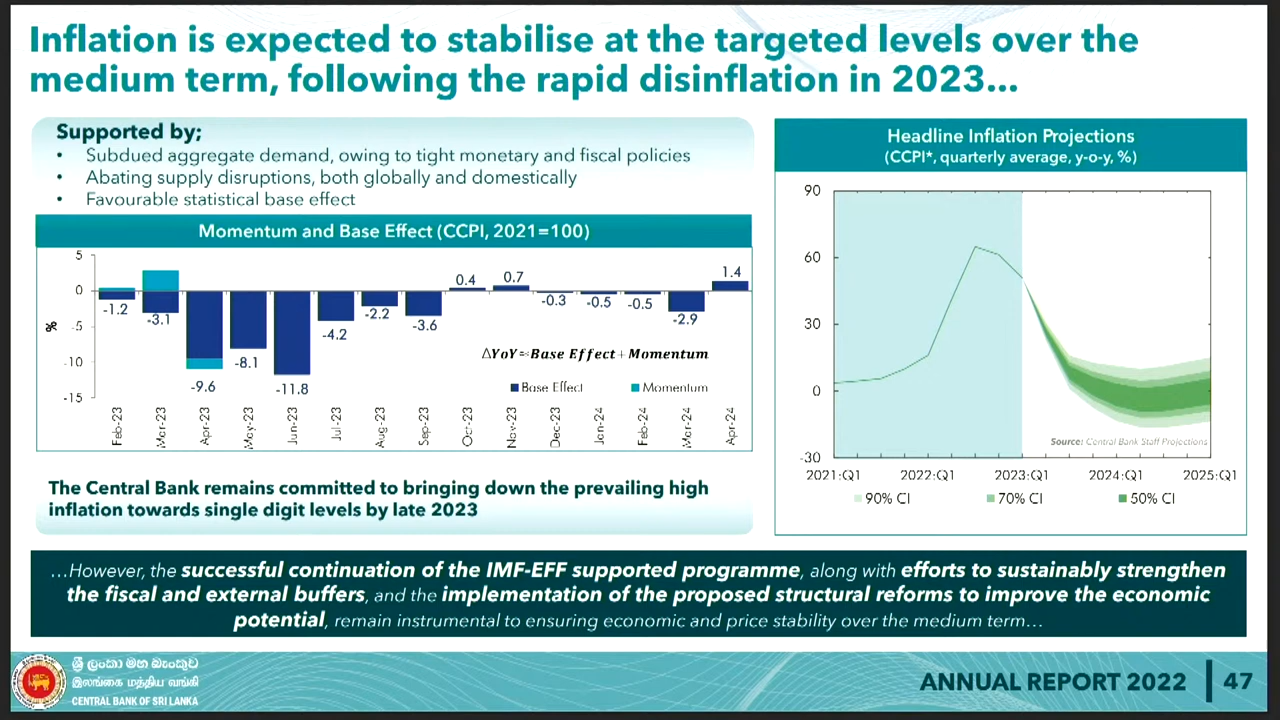 Inflation is expected to stabilise at the targeted levels over the
medium term, following the rapid disinflation in 2023...
Supported by;
• Subdued aggregate demand, owing to tight monetary and fiscal policies
• Abating supply disruptions, both globally and domestically
• Favourable statistical base effect
Momentum and Base Effect (CCPI, 2021=100)
5
0
-5
-10
-15
%
-1.2
-3.1
-9.6
-8.1
-11.8
-4.2
-2.2
-3.6
0.4
0.7
-0.3
-0.5
-0.5
-2.9
1.4
ΔYoY = Base Effect + Momentum
Base Effect
Momentum
Feb-23
Mar-23
Apr-23
May-23
Jun-23
Jul-23
Aug-23
Sep-23
Oct-23
Nov-23
Dec-23
Jan-24
Feb-24
Mar-24
Apr-24
The Central Bank remains committed to bringing down the prevailing high
inflation towards single digit levels by late 2023
Headline Inflation Projections
(CCPI*, quarterly average, y-o-y, %)
90
60
30
0
-30
Source: Central Bank Staff Projections
2021:Q1 2022:Q1 2023:Q1 2024:Q1 2025:Q1
90% CI 70% CI 50% CI
...However, the successful continuation of the IMF-EFF supported programme, along with efforts to sustainably strengthen
the fiscal and external buffers, and the implementation of the proposed structural reforms to improve the economic
potential, remain instrumental to ensuring economic and price stability over the medium term...
ශ්‍රී ලංකා මහ බැංකුව
இலங்கை மத்திய வங்கி
CENTRAL BANK OF SRI LANKA
ANNUAL REPORT 2022 47